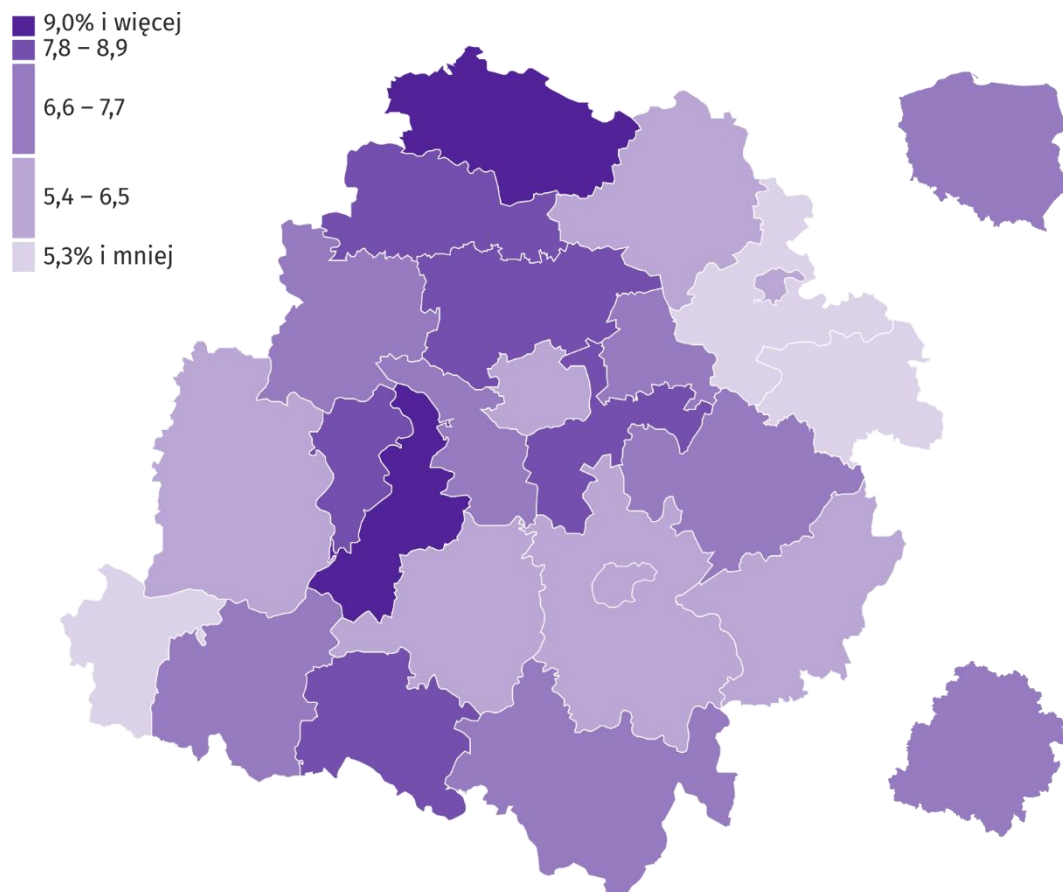 9,0% i więcej
7,8 – 8,9
6,6 – 7,7
5,4 – 6,5
5,3% i mniej